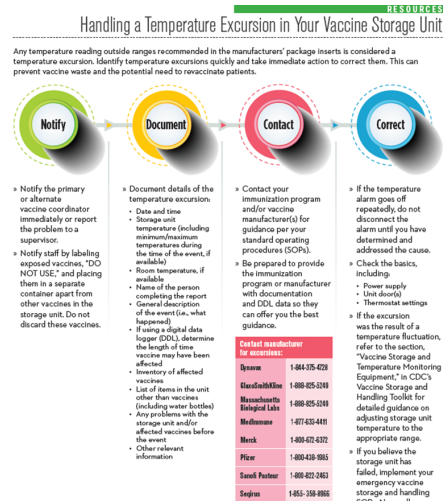 RESOURCES
Handling a Temperature Excursion in Your Vaccine Storage Unit
Any temperature reading outside ranges recommended in the manufacturers' package inserts is considered a
temperature excursion. Identify temperature excursions quickly and take immediate action to correct them. This can
prevent vaccine waste and the potential need to revaccinate patients.
Notify
» Notify the primary
or alternate
vaccine coordinator
immediately or report
the problem to a
supervisor.
» Notify staff by labeling
exposed vaccines, "DO
NOT USE," and placing
them in a separate
container apart from
other vaccines in the
storage unit. Do not
discard these vaccines.
Document
» Document details of the
temperature excursion:
• Date and time
• Storage unit
temperature (including
minimum/maximum
temperatures during
the time of the event, if
available)
• Room temperature, if
available
• Name of the person
completing the report
• General description
of the event (i.e., what
happened)
• If using a digital data
logger (DDL), determine
the length of time
vaccine may have been
affected
• Inventory of affected
vaccines
• List of items in the unit
other than vaccines
(including water bottles)
• Any problems with the
storage unit and/or
affected vaccines before
the event
• Other relevant
information
Contact
» Contact your
immunization program
and/or vaccine
manufacturer(s) for
guidance per your
standard operating
procedures (SOPs).
» Be prepared to provide
the immunization
program or manufacturer
with documentation
and DDL data so they
can offer you the best
guidance.
Contact manufacturer
for excursions:
Dynavax 1-844-375-4728
GlaxoSmithKline 1-888-825-5249
Massachusetts
Biological Labs 1-888-825-5249
MedImmune 1-877-633-4411
Merck 1-800-672-6372
Pfizer 1-800-438-1985
Sanofi Pasteur 1-800-822-2463
Seqirus 1-855-358-8966
Correct
» If the temperature
alarm goes off
repeatedly, do not
disconnect the
alarm until you have
determined and
addressed the cause.
» Check the basics,
including:
• Power supply
• Unit door(s)
• Thermostat settings
» If the excursion
was the result of a
temperature fluctuation,
refer to the section,
"Vaccine Storage and
Temperature Monitoring
Equipment," in CDC's
Vaccine Storage and
Handling Toolkit for
detailed guidance on
adjusting storage unit
temperature to the
appropriate range.
» If you believe the
storage unit has
failed, implement your
emergency vaccine
storage and handling